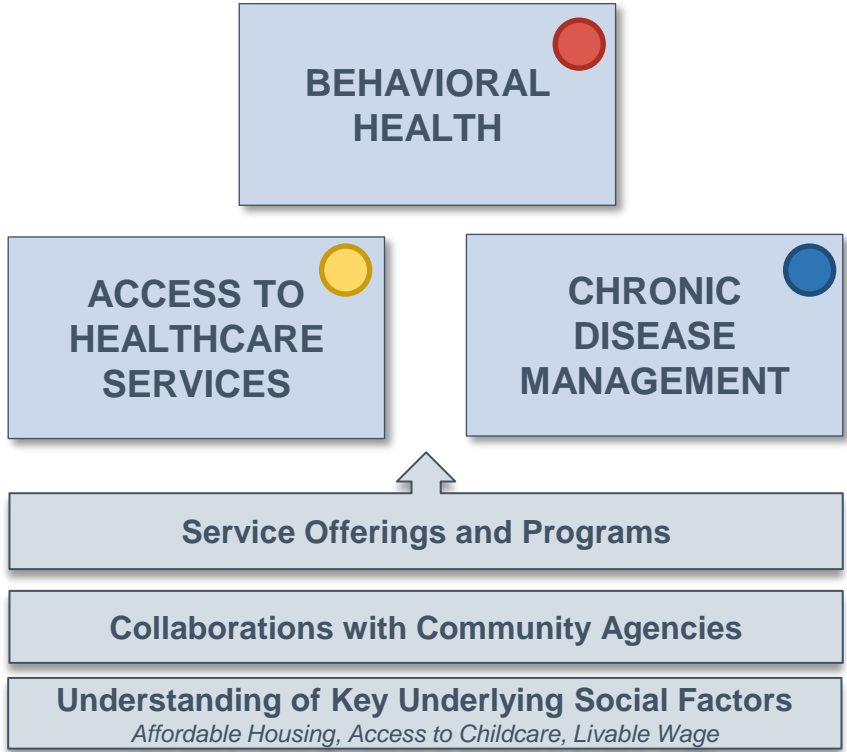 BEHAVIORAL
HEALTH
ACCESS TO
HEALTHCARE
SERVICES
CHRONIC
DISEASE
MANAGEMENT
Service Offerings and Programs
Collaborations with Community Agencies
Understanding of Key Underlying Social Factors
Affordable Housing, Access to Childcare, Livable Wage